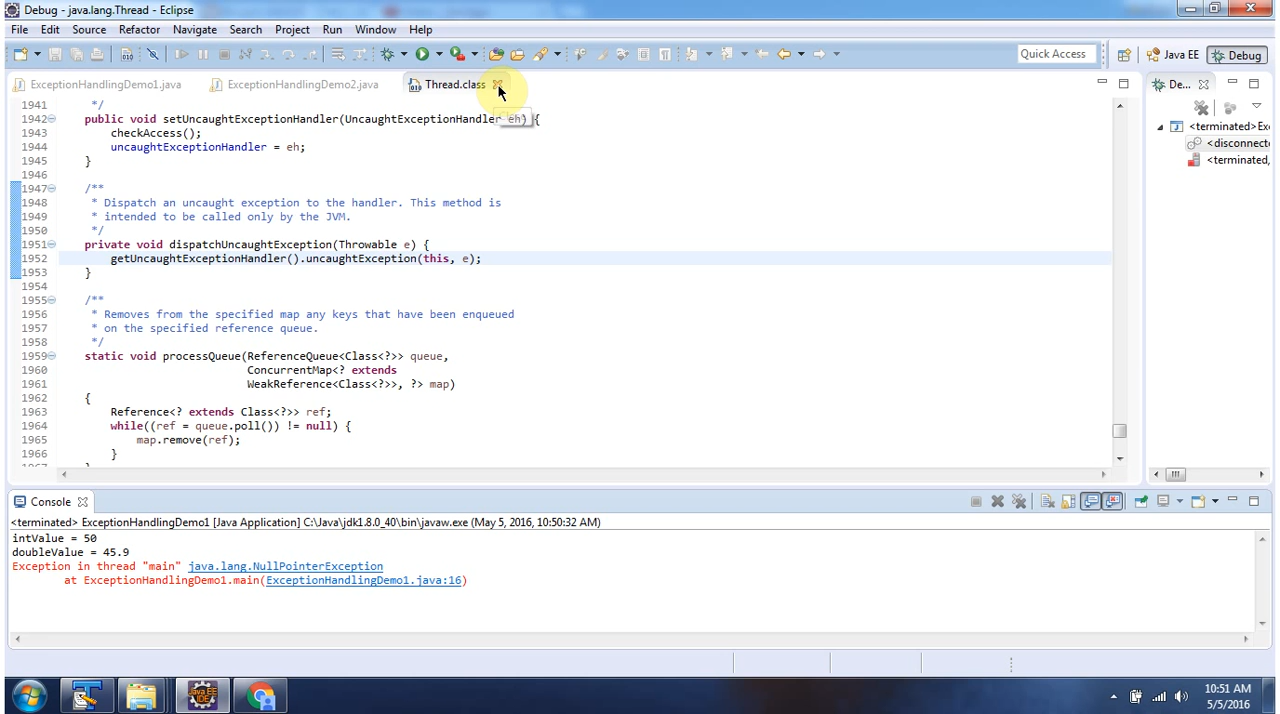 Debug - java.lang.Thread - Eclipse
File Edit Source Refactor Navigate Search Project Run Window Help
Quick Access Java EE Debug
ExceptionHandlingDemo1.java ExceptionHandlingDemo2.java Thread.class De...
1941 */
1942 public void setUncaughtExceptionHandler(UncaughtExceptionHandler eh) {
1943 checkAccess();
1944 uncaughtExceptionHandler = eh;
1945 }
1946
1947 /**
1948 * Dispatch an uncaught exception to the handler. This method is
1949 * intended to be called only by the JVM.
1950 */
1951 private void dispatchUncaughtException(Throwable e) {
1952 getUncaughtExceptionHandler().uncaughtException(this, e);
1953 }
1954
1955 /**
1956 * Removes from the specified map any keys that have been enqueued
1957 * on the specified reference queue.
1958 */
1959 static void processQueue(ReferenceQueue<Class<?>> queue,
1960 ConcurrentMap<? extends
1961 WeakReference<Class<?>>, ?> map)
1962 {
1963 Reference<? extends Class<?>> ref;
1964 while((ref = queue.poll()) != null) {
1965 map.remove(ref);
1966 }
1967 }
<terminated> Exc
<disconnecte
<terminated,
Console
<terminated> ExceptionHandlingDemo1 [Java Application] C:\Java\jdk1.8.0_40\bin\javaw.exe (May 5, 2016, 10:50:32 AM)
intValue = 50
doubleValue = 45.9
Exception in thread "main" java.lang.NullPointerException
at ExceptionHandlingDemo1.main(ExceptionHandlingDemo1.java:16)
Java EE
IDE
10:51 AM
5/5/2016